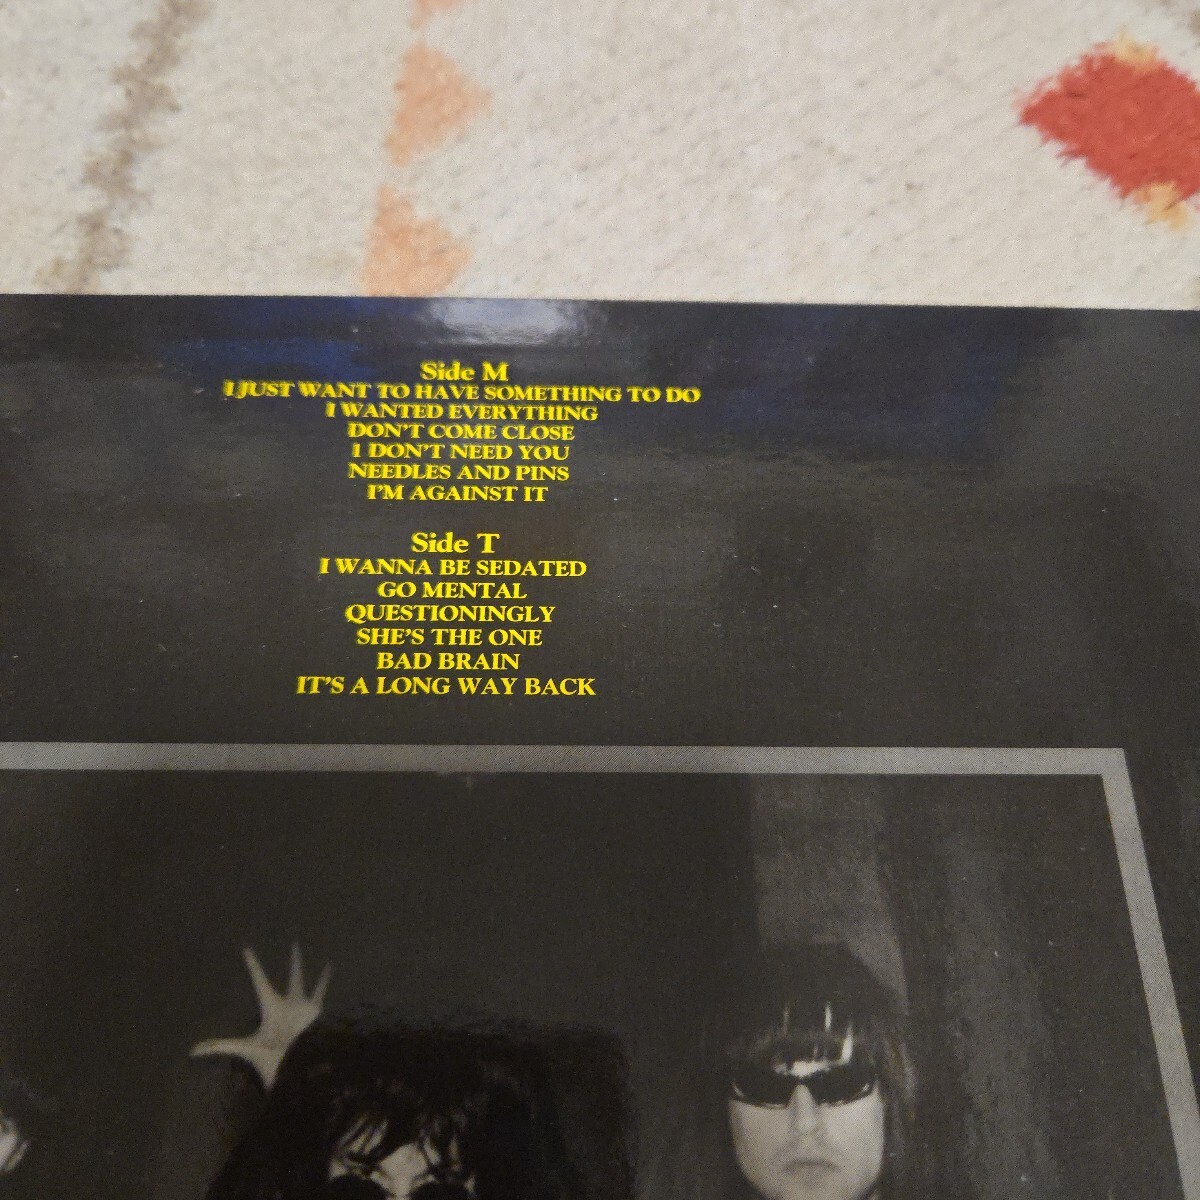 Side M
I JUST WANT TO HAVE SOMETHING TO DO
I WANTED EVERYTHING
DON'T COME CLOSE
I DON'T NEED YOU
NEEDLES AND PINS
I'M AGAINST IT
Side T
I WANNA BE SEDATED
GO MENTAL
QUESTIONINGLY
SHE'S THE ONE
BAD BRAIN
IT'S A LONG WAY BACK